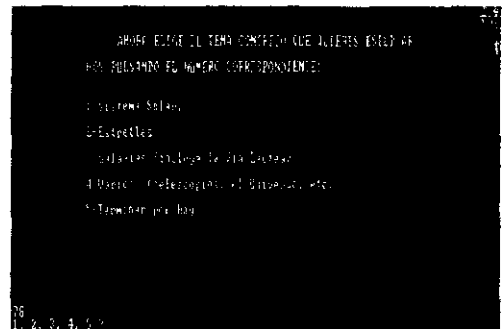 AHORA ELIGE EL TEMA CONCRETO QUE QUIERES ESTUDIAR
PULSANDO EL NUMERO CORRESPONDIENTE:
1-Sistema Solar.
2-Estrellas
Galaxias (incluye la Via Lactea)
4-Varios (telescopios, el Universo, etc.
5-Terminar por hoy
1, 2, 3, 4, 5 ?